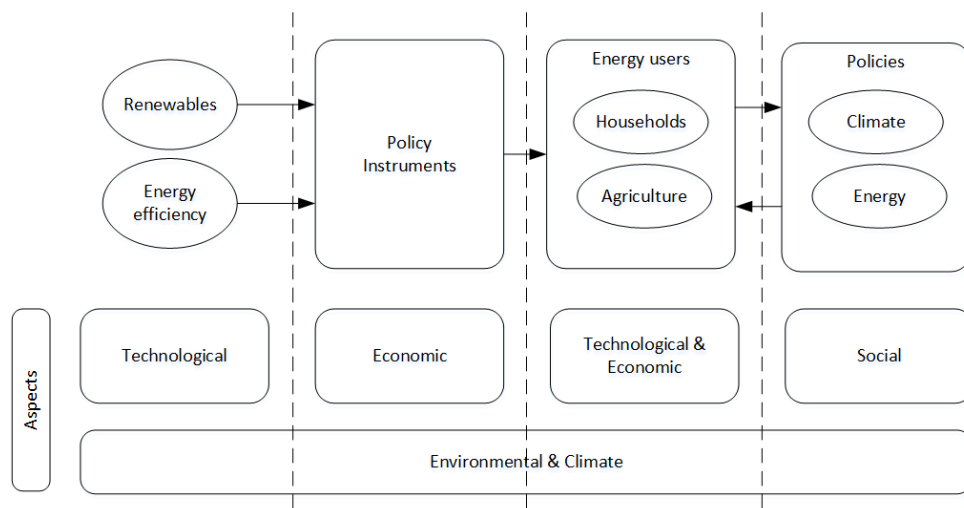 Renewables
Energy
efficiency
Policy
Instruments
Energy users
Households
Agriculture
Policies
Climate
Energy
Aspects
Technological
Economic
Technological &
Economic
Social
Environmental & Climate